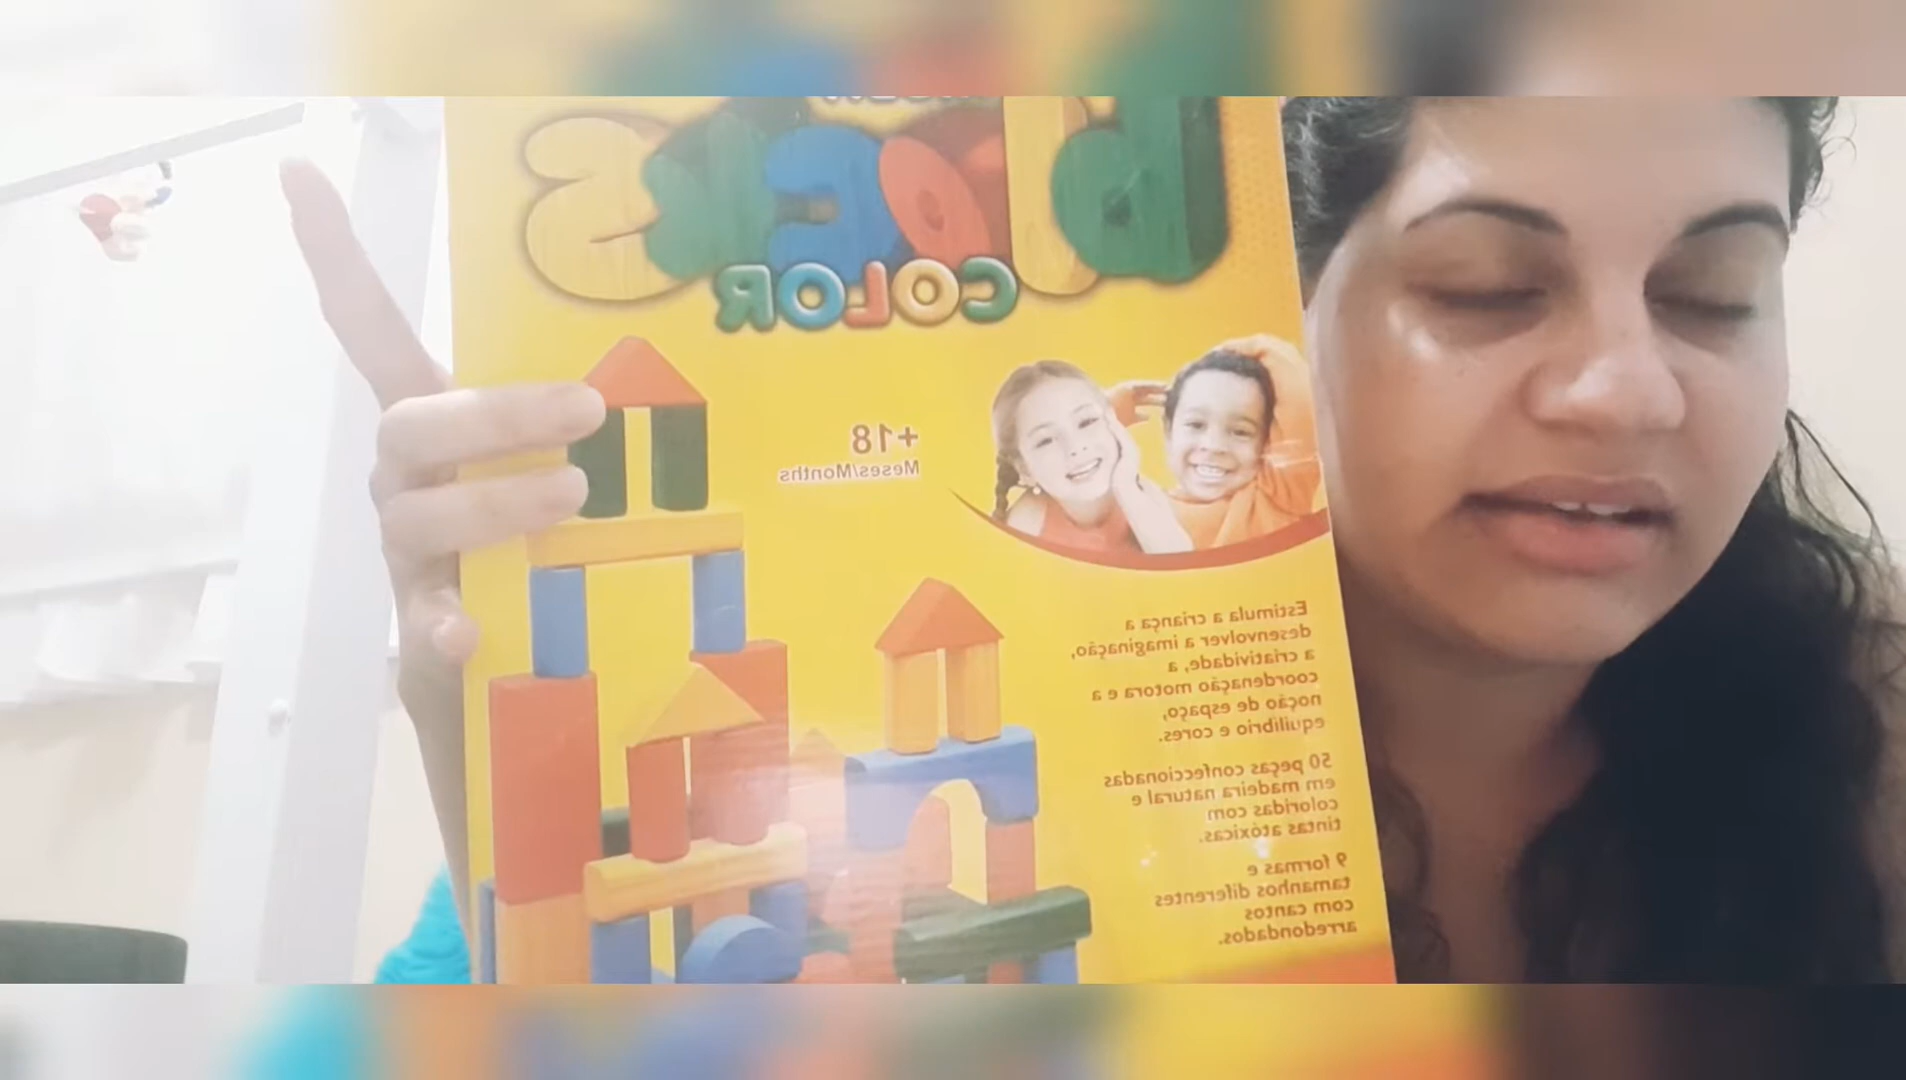 blocks
COLOR
+18
Meses/Months
Estimula a criança a
desenvolver a imaginação,
a criatividade, a
coordenação motora e a
noção de espaço,
equilíbrio e cores.
50 peças confeccionadas
em madeira natural e
coloridas com
tintas atóxicas.
9 formas e
tamanhos diferentes
com cantos
arredondados.